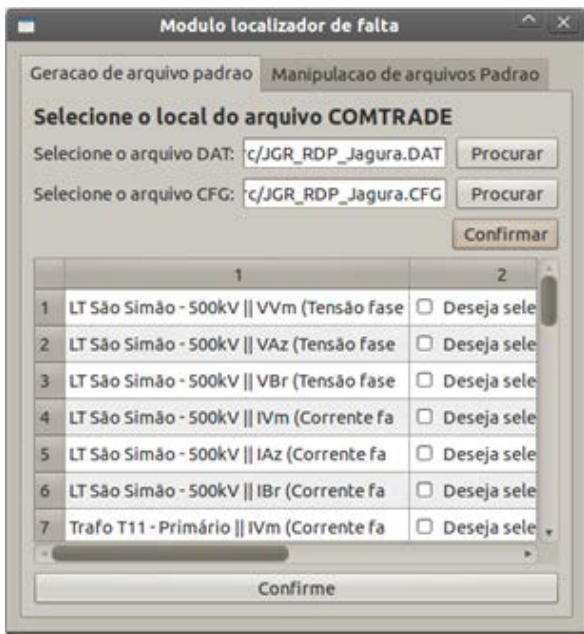 Modulo localizador de falta
Geracao de arquivo padrao Manipulacao de arquivos Padrao
Selecione o local do arquivo COMTRADE
Selecione o arquivo DAT: c/JGR_RDP_Jagura.DAT Procurar
Selecione o arquivo CFG: c/JGR_RDP_Jagura.CFG Procurar
Confirmar
1 2
1 LT São Simão - 500kV || VVm (Tensão fase Deseja sele
2 LT São Simão - 500kV || VAz (Tensão fase Deseja sele
3 LT São Simão - 500kV || VBr (Tensão fase Deseja sele
4 LT São Simão - 500kV || IVm (Corrente fa Deseja sele
5 LT São Simão - 500kV || IAz (Corrente fa Deseja sele
6 LT São Simão - 500kV || IBr (Corrente fa Deseja sele
7 Trafo T11 - Primário || IVm (Corrente fa Deseja sele
Confirme